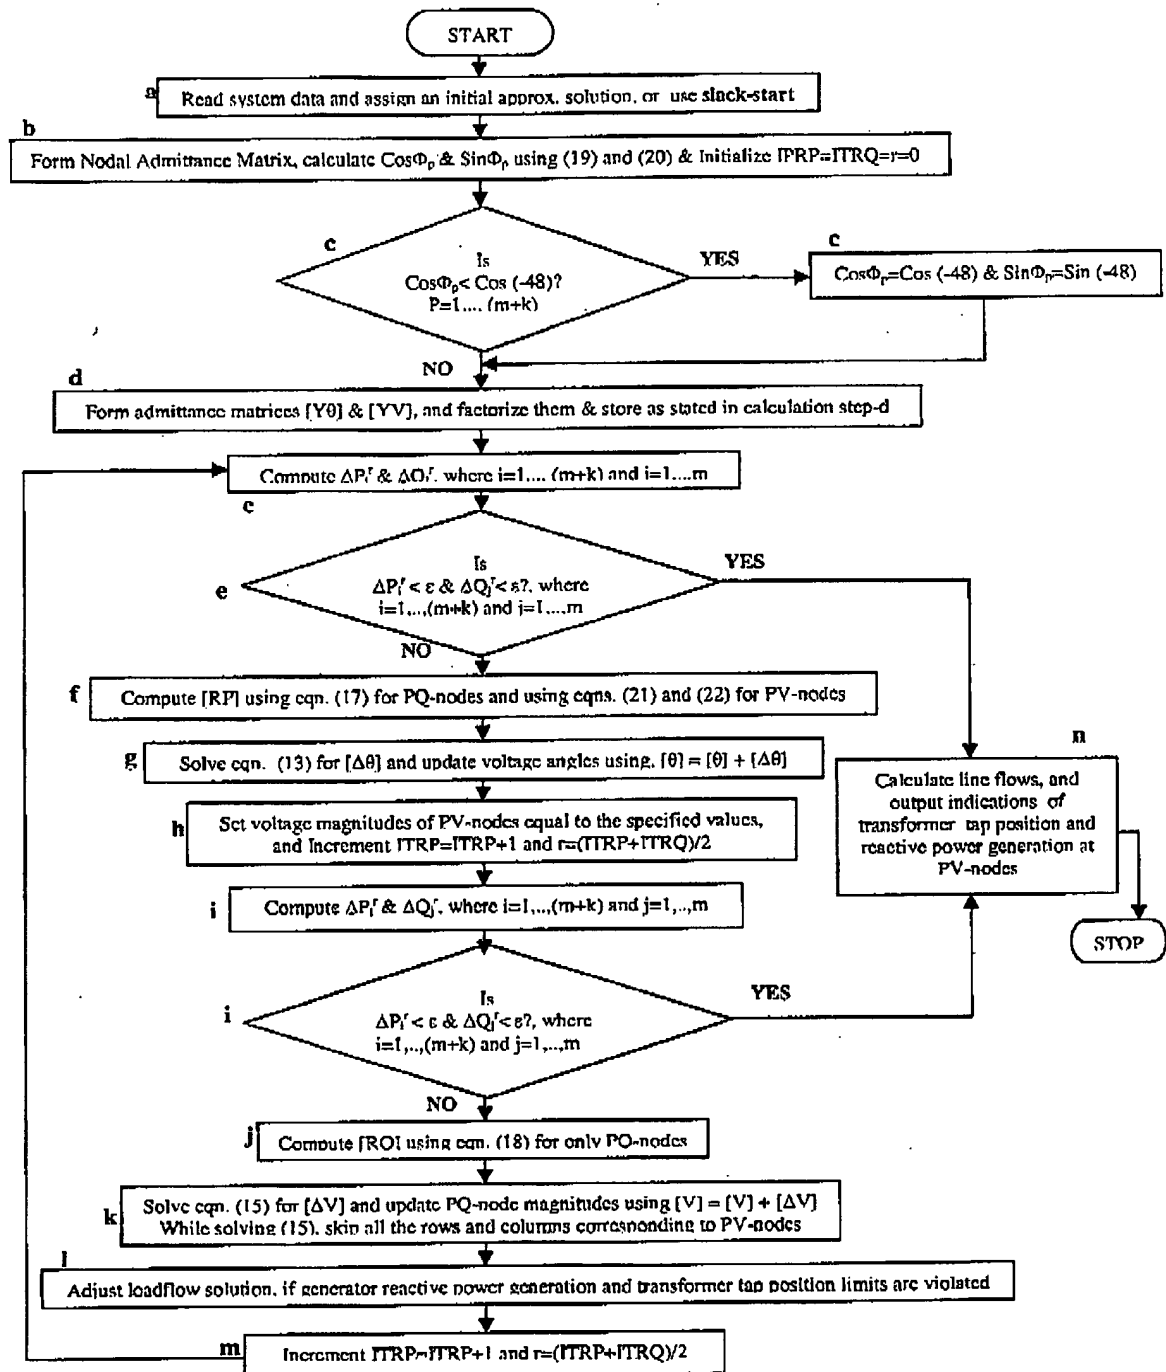 START
a
Read system data and assign an initial approx. solution, or use slack-start
b
Form Nodal Admittance Matrix, calculate CosΦp & SinΦp using (19) and (20) & Initialize ITRP=ITRQ=r=0
c
Is
CosΦp< Cos (-48)?
P=1,... (m+k)
YES
c
CosΦp=Cos (-48) & SinΦp=Sin (-48)
NO
d
Form admittance matrices [Yθ] & [YV], and factorize them & store as stated in calculation step-d
Compute ΔPiʳ & ΔQiʳ, where i=1,... (m+k) and i=1,...m
e
Is
ΔPiʳ < ε & ΔQjʳ < ε?, where
i=1,..,(m+k) and j=1,..,m
e
YES
NO
f
Compute [RP] using eqn. (17) for PQ-nodes and using eqns. (21) and (22) for PV-nodes
g
Solve eqn. (13) for [Δθ] and update voltage angles using, [θ] = [θ] + [Δθ]
h
Set voltage magnitudes of PV-nodes equal to the specified values,
and Increment ITRP=ITRP+1 and r=(ITRP+ITRQ)/2
n
Calculate line flows, and
output indications of
transformer tap position and
reactive power generation at
PV-nodes
STOP
i
Compute ΔPiʳ & ΔQjʳ, where i=1,..,(m+k) and j=1,..,m
i
Is
ΔPiʳ < ε & ΔQjʳ < ε?, where
i=1,..,(m+k) and j=1,..,m
YES
NO
j
Compute [RQ] using eqn. (18) for only PQ-nodes
k
Solve eqn. (15) for [ΔV] and update PQ-node magnitudes using [V] = [V] + [ΔV]
While solving (15), skip all the rows and columns corresponding to PV-nodes
l
Adjust loadflow solution, if generator reactive power generation and transformer tap position limits are violated
m
Increment ITRP=ITRP+1 and r=(ITRP+ITRQ)/2